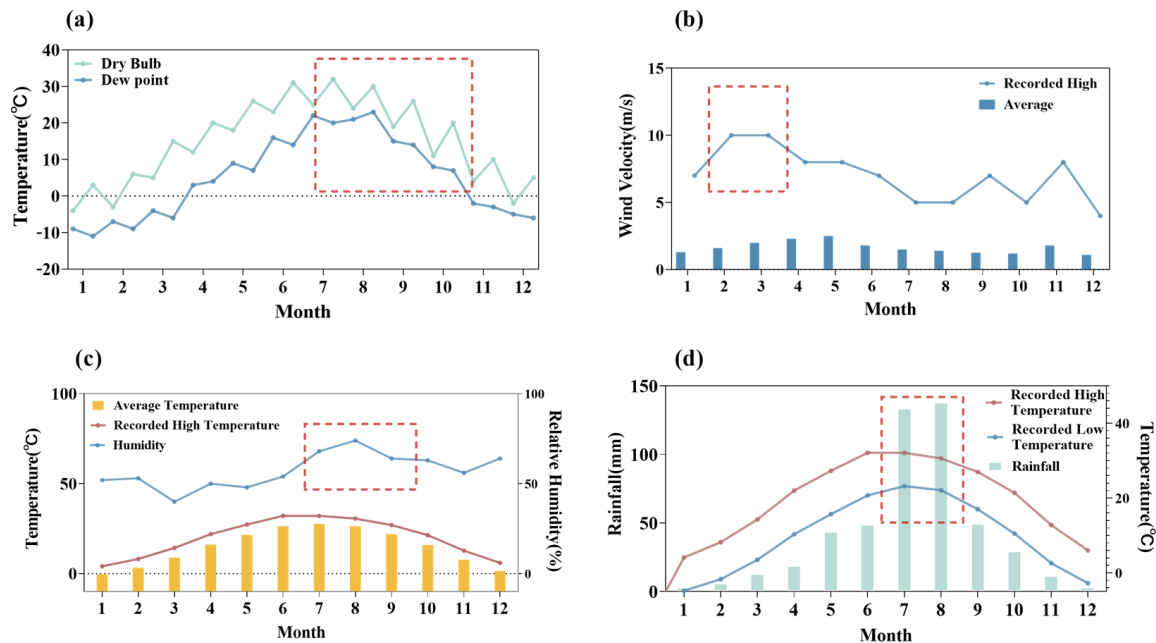 (a)
40
30
20
10
0
-10
-20
Temperature(℃)
Dry Bulb
Dew point
1 2 3 4 5 6 7 8 9 10 11 12
Month
(b)
15
10
5
0
Wind Velocity(m/s)
Recorded High
Average
1 2 3 4 5 6 7 8 9 10 11 12
Month
(c)
100
50
0
Temperature(℃)
Average Temperature
Recorded High Temperature
Humidity
100
50
0
Relative Humidity(%)
1 2 3 4 5 6 7 8 9 10 11 12
Month
(d)
150
100
50
0
Rainfall(mm)
Recorded High
Temperature
Recorded Low
Temperature
Rainfall
40
20
0
Temperature(℃)
1 2 3 4 5 6 7 8 9 10 11 12
Month